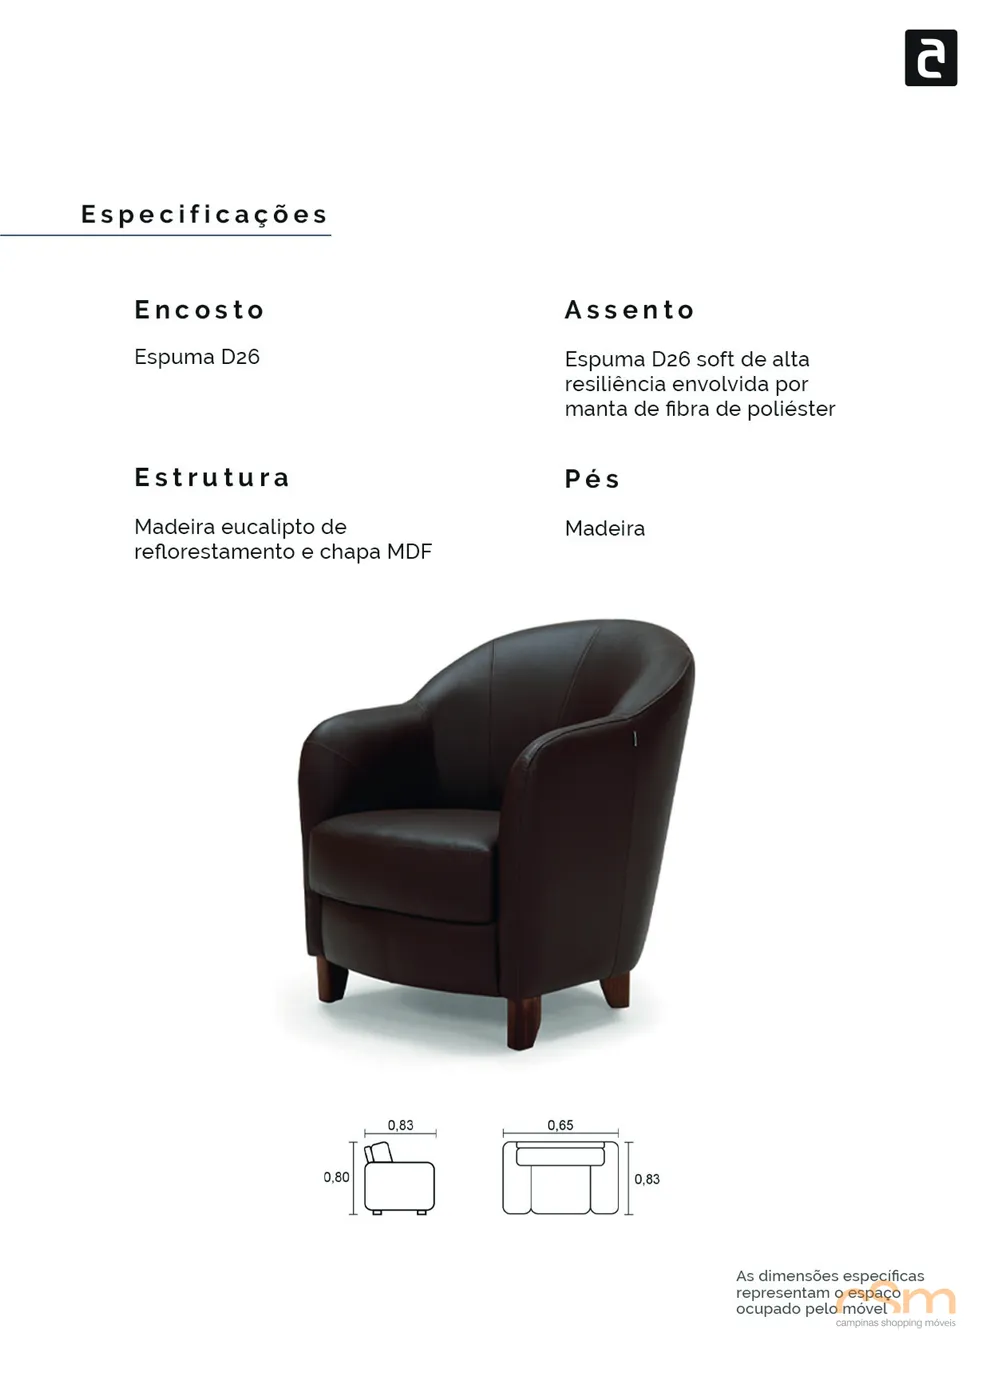 Especificações
Encosto
Espuma D26
Assento
Espuma D26 soft de alta
resiliência envolvida por
manta de fibra de poliéster
Estrutura
Madeira eucalipto de
reflorestamento e chapa MDF
Pés
Madeira
0,83
0,80
0,65
0,83
As dimensões específicas
representam o espaço
ocupado pelo móvel
csm
campinas shopping móveis